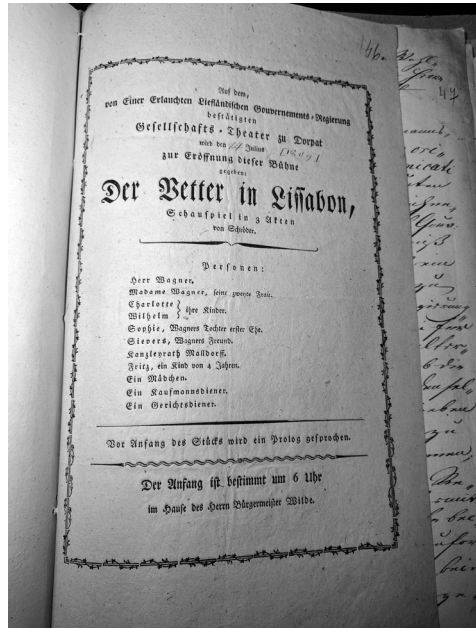 146.
47
Auf dem,
von Einer Erlauchten Liefländischen Gouvernements-Regierung
bestätigten
Gesellschafts-Theater zu Dorpat
wird den Julius
zur Eröffnung dieser Bühne
gegeben:
Der Vetter in Lissabon,
Schauspiel in 3 Akten
von Schröder.
Personen:
Herr Wagner.
Madame Wagner, seine zweyte Frau.
Charlotte
Wilhelm } ihre Kinder.
Sophie, Wagners Tochter erster Ehe.
Sievers, Wagners Freund.
Kanzleyrath Malldorff.
Fritz, ein Kind von 4 Jahren.
Ein Mädchen.
Ein Kaufmannsdiener.
Ein Gerichtsdiener.
Vor Anfang des Stücks wird ein Prolog gesprochen.
Der Anfang ist bestimmt um 6 Uhr
im Hause des Herrn Bürgermeister Wilde.